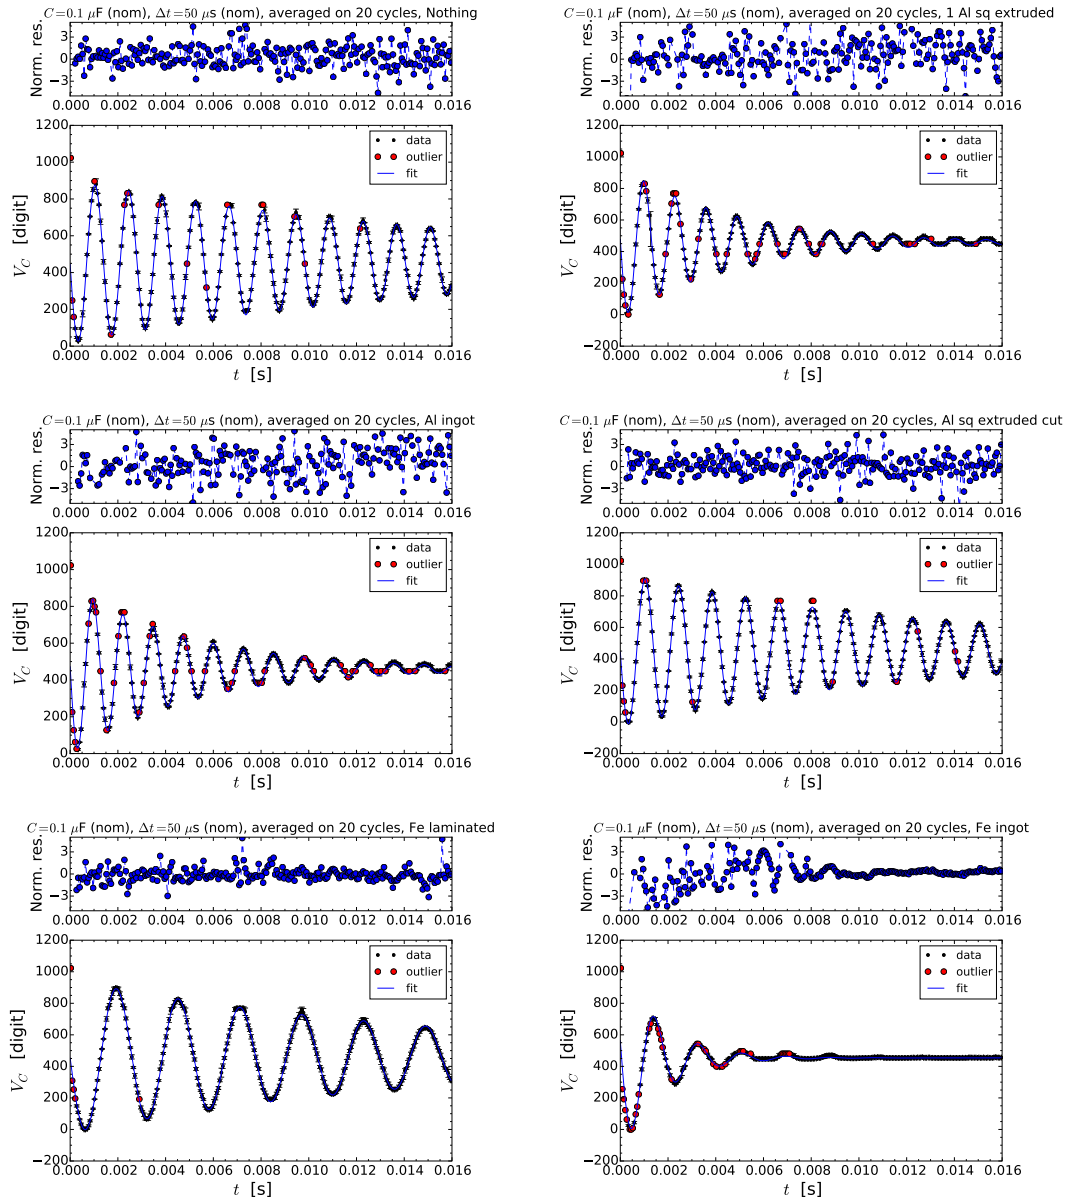 C=0.1 μF (nom), Δt=50 μs (nom), averaged on 20 cycles, Nothing
Norm. res.
3
0
−3
0.000 0.002 0.004 0.006 0.008 0.010 0.012 0.014 0.016
1200
1000
800
600
400
200
0
V_C [digit]
data
outlier
fit
0.000 0.002 0.004 0.006 0.008 0.010 0.012 0.014 0.016
t [s]
C=0.1 μF (nom), Δt=50 μs (nom), averaged on 20 cycles, 1 Al sq extruded
Norm. res.
3
0
−3
0.000 0.002 0.004 0.006 0.008 0.010 0.012 0.014 0.016
1200
1000
800
600
400
200
0
−200
V_C [digit]
data
outlier
fit
0.000 0.002 0.004 0.006 0.008 0.010 0.012 0.014 0.016
t [s]
C=0.1 μF (nom), Δt=50 μs (nom), averaged on 20 cycles, Al ingot
Norm. res.
3
0
−3
0.000 0.002 0.004 0.006 0.008 0.010 0.012 0.014 0.016
1200
1000
800
600
400
200
0
V_C [digit]
data
outlier
fit
0.000 0.002 0.004 0.006 0.008 0.010 0.012 0.014 0.016
t [s]
C=0.1 μF (nom), Δt=50 μs (nom), averaged on 20 cycles, Al sq extruded cut
Norm. res.
3
0
−3
0.000 0.002 0.004 0.006 0.008 0.010 0.012 0.014 0.016
1200
1000
800
600
400
200
0
−200
V_C [digit]
data
outlier
fit
0.000 0.002 0.004 0.006 0.008 0.010 0.012 0.014 0.016
t [s]
C=0.1 μF (nom), Δt=50 μs (nom), averaged on 20 cycles, Fe laminated
Norm. res.
3
0
−3
0.000 0.002 0.004 0.006 0.008 0.010 0.012 0.014 0.016
1200
1000
800
600
400
200
0
−200
V_C [digit]
data
outlier
fit
0.000 0.002 0.004 0.006 0.008 0.010 0.012 0.014 0.016
t [s]
C=0.1 μF (nom), Δt=50 μs (nom), averaged on 20 cycles, Fe ingot
Norm. res.
3
0
−3
0.000 0.002 0.004 0.006 0.008 0.010 0.012 0.014 0.016
1200
1000
800
600
400
200
0
−200
V_C [digit]
data
outlier
fit
0.000 0.002 0.004 0.006 0.008 0.010 0.012 0.014 0.016
t [s]